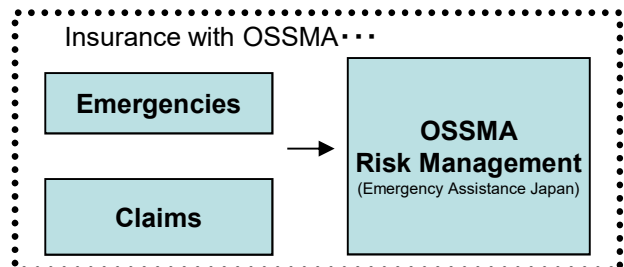 Insurance with OSSMA･･･
Emergencies
OSSMA
Risk Management
(Emergency Assistance Japan)
Claims